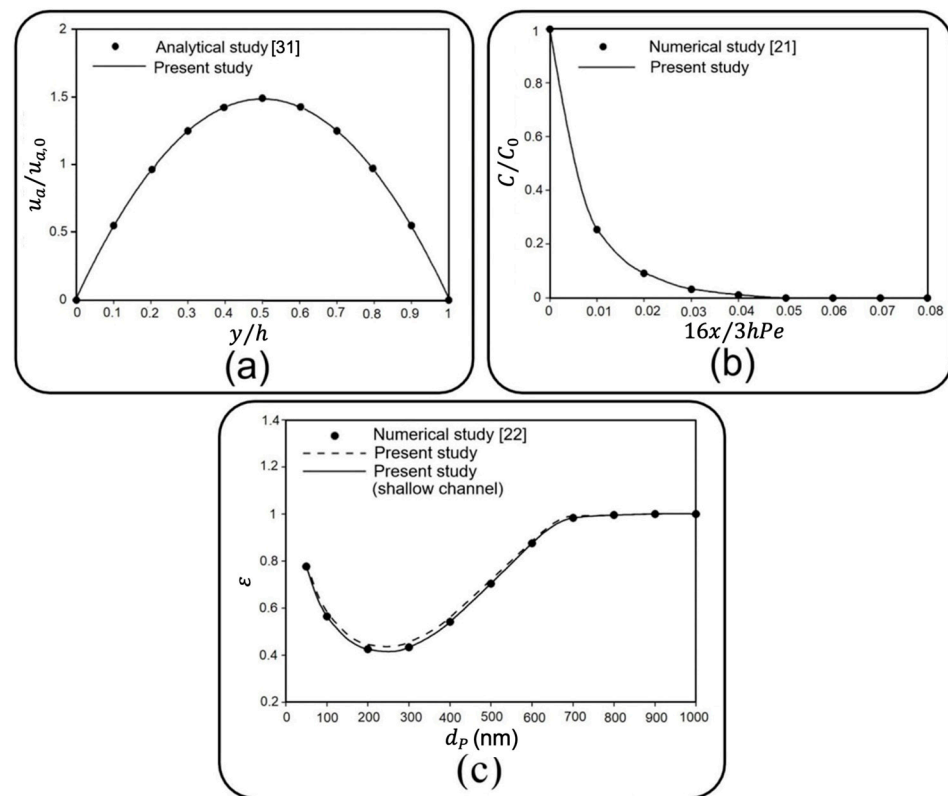 2
Analytical study [31]
Present study
1.5
u_a/u_{a,0}
1
0.5
0
0 0.1 0.2 0.3 0.4 0.5 0.6 0.7 0.8 0.9 1
y/h
(a)
1
Numerical study [21]
Present study
0.8
0.6
C/C_0
0.4
0.2
0
0 0.01 0.02 0.03 0.04 0.05 0.06 0.07 0.08
16x/3hPe
(b)
1.4
Numerical study [22]
Present study
1.2
Present study
(shallow channel)
1
0.8
ε
0.6
0.4
0.2
0 100 200 300 400 500 600 700 800 900 1000
d_P (nm)
(c)